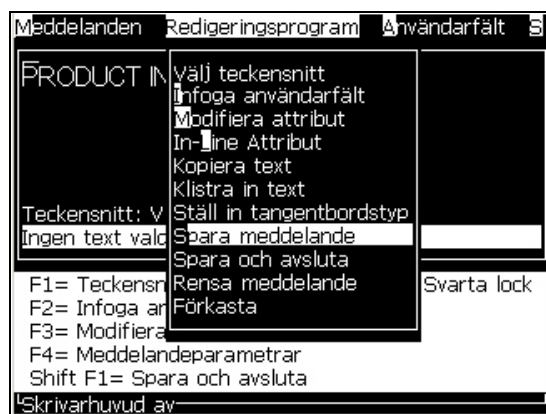 Meddelanden Redigeringsprogram Användarfält S
PRODUCT IN
Välj teckensnitt
Infoga användarfält
Modifiera attribut
In-Line Attribut
Kopiera text
Klistra in text
Ställ in tangentbordstyp
Spara meddelande
Spara och avsluta
Rensa meddelande
Förkasta
Teckensnitt: V
Ingen text vald
F1= Teckensn Svarta lock
F2= Infoga an
F3= Modifiera
F4= Meddelandeparametrar
Shift F1= Spara och avsluta
Skrivarhuvud av